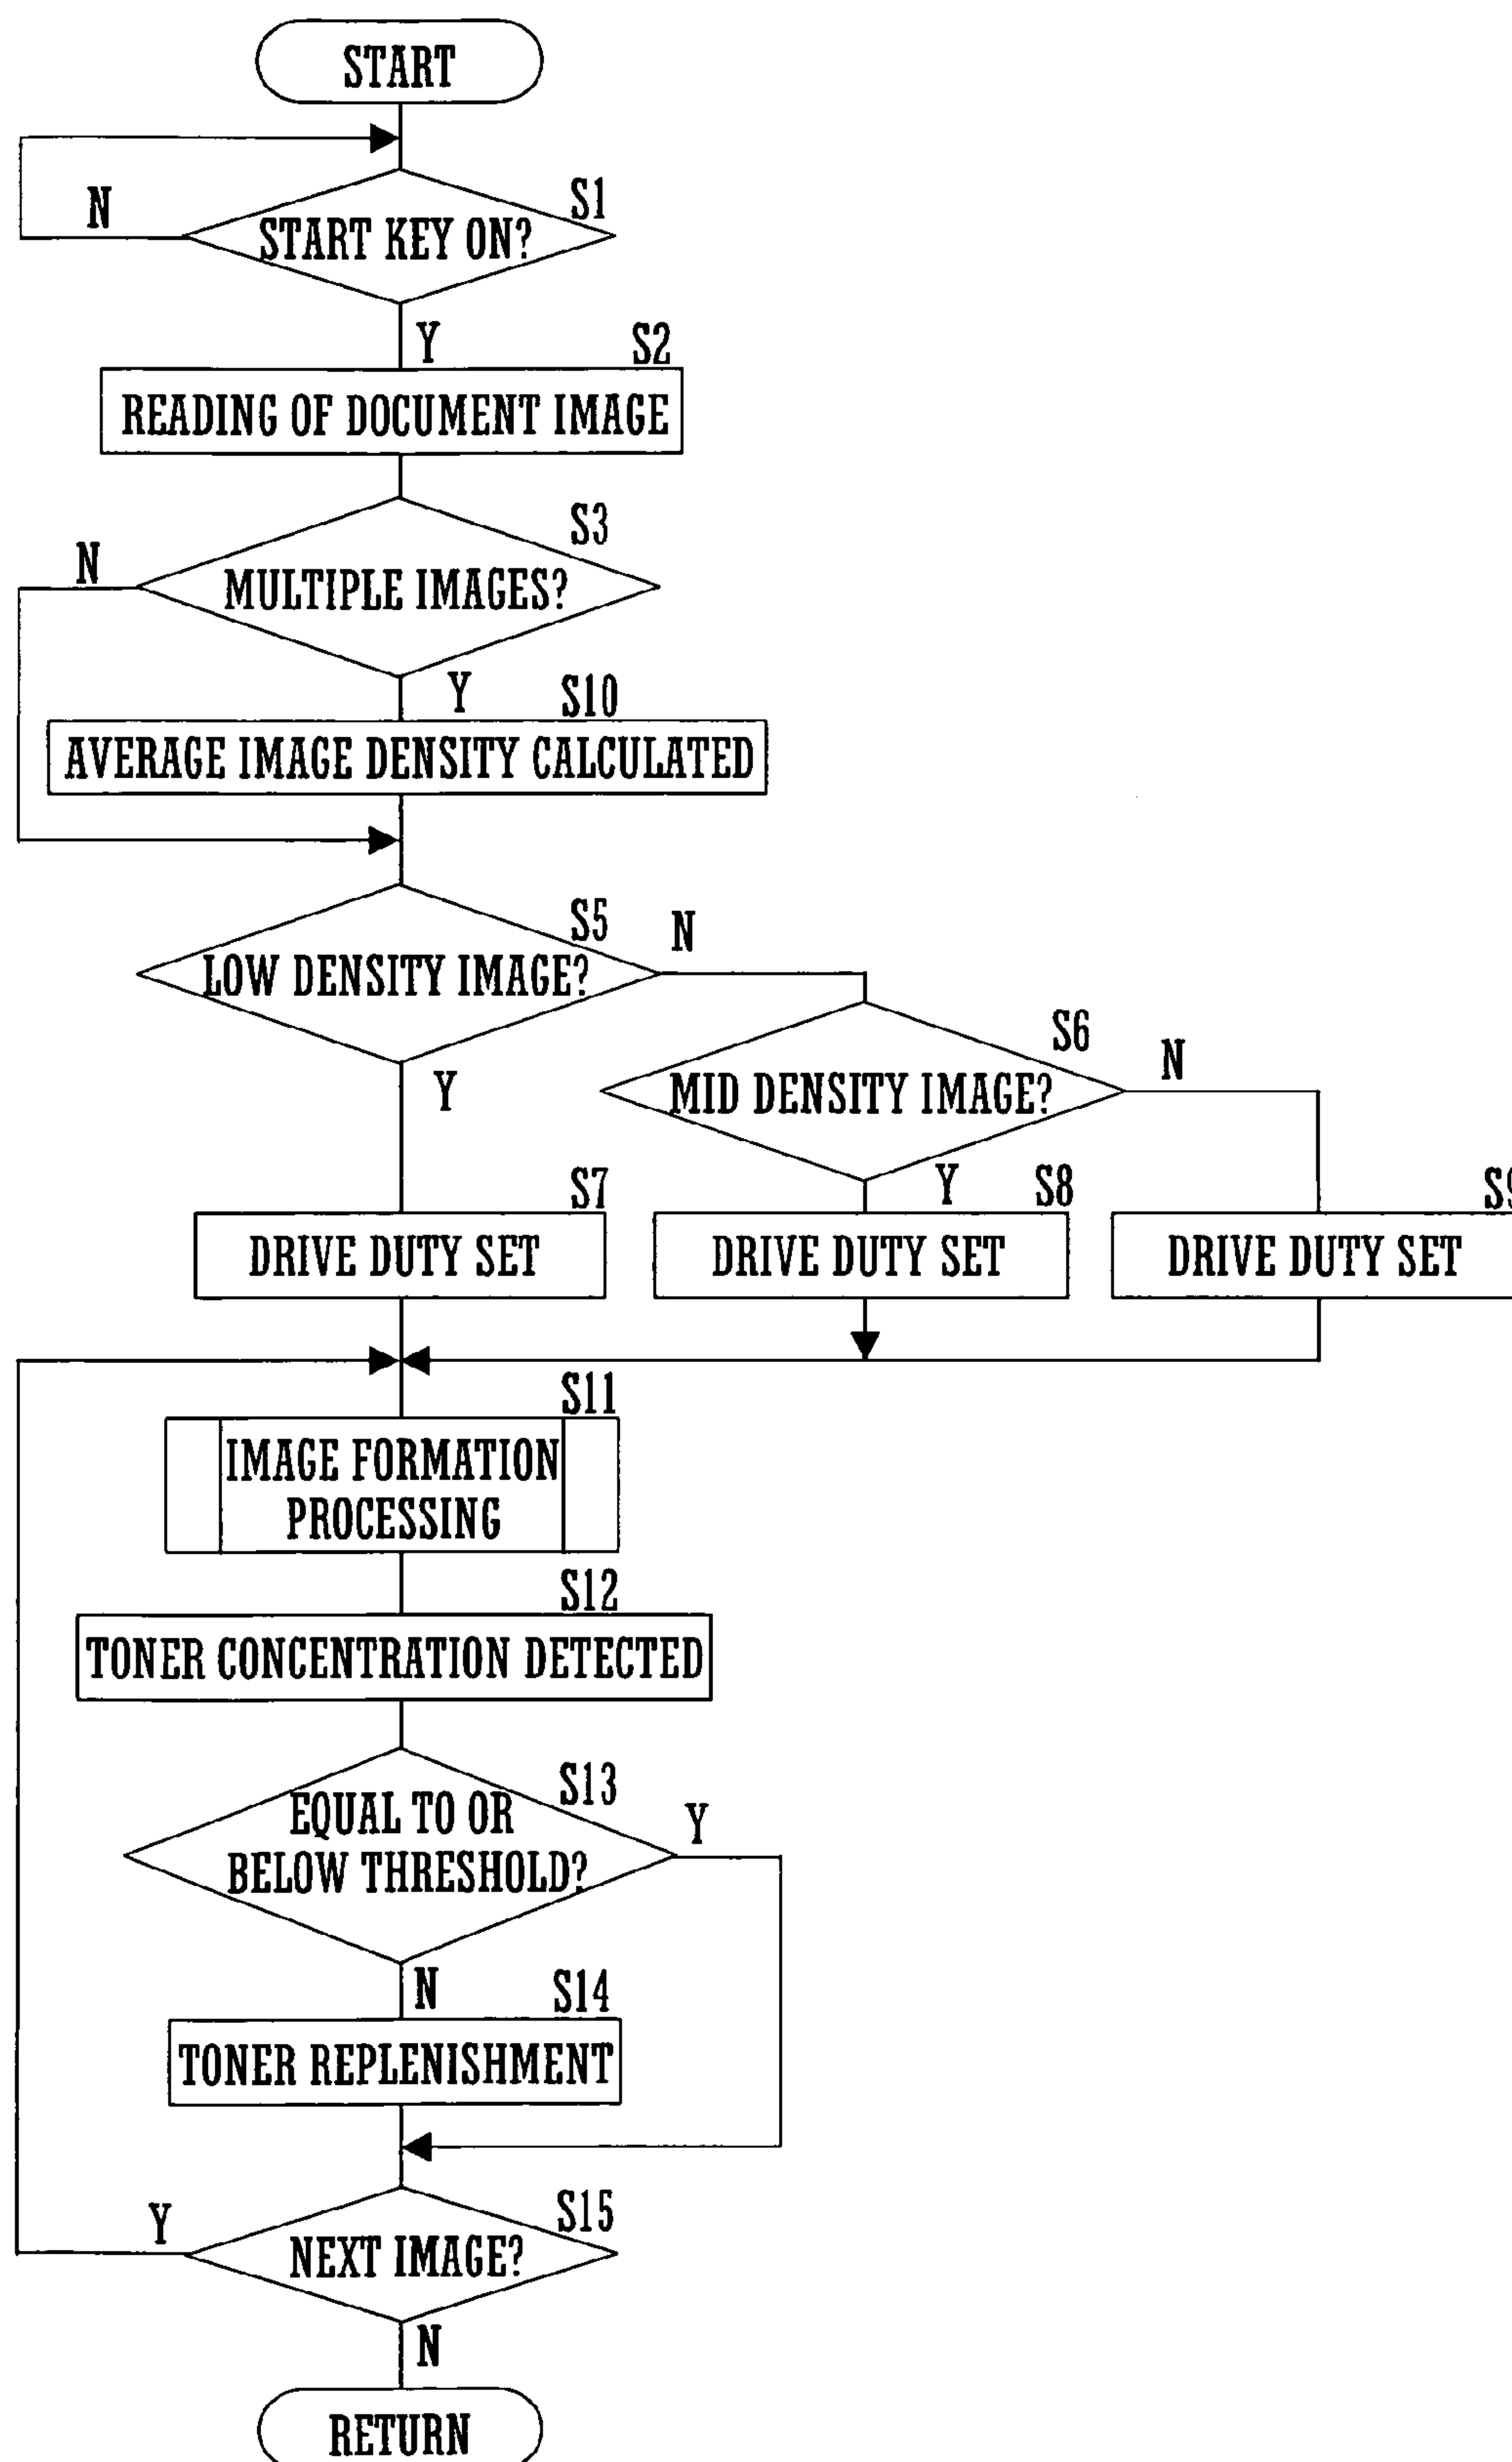 START
N
S1
START KEY ON?
Y
S2
READING OF DOCUMENT IMAGE
S3
N
MULTIPLE IMAGES?
Y
S10
AVERAGE IMAGE DENSITY CALCULATED
S5
N
LOW DENSITY IMAGE?
S6
N
MID DENSITY IMAGE?
Y
S7
Y
S8
S9
DRIVE DUTY SET
DRIVE DUTY SET
DRIVE DUTY SET
S11
IMAGE FORMATION
PROCESSING
S12
TONER CONCENTRATION DETECTED
S13
EQUAL TO OR
Y
BELOW THRESHOLD?
N
S14
TONER REPLENISHMENT
S15
Y
NEXT IMAGE?
N
RETURN